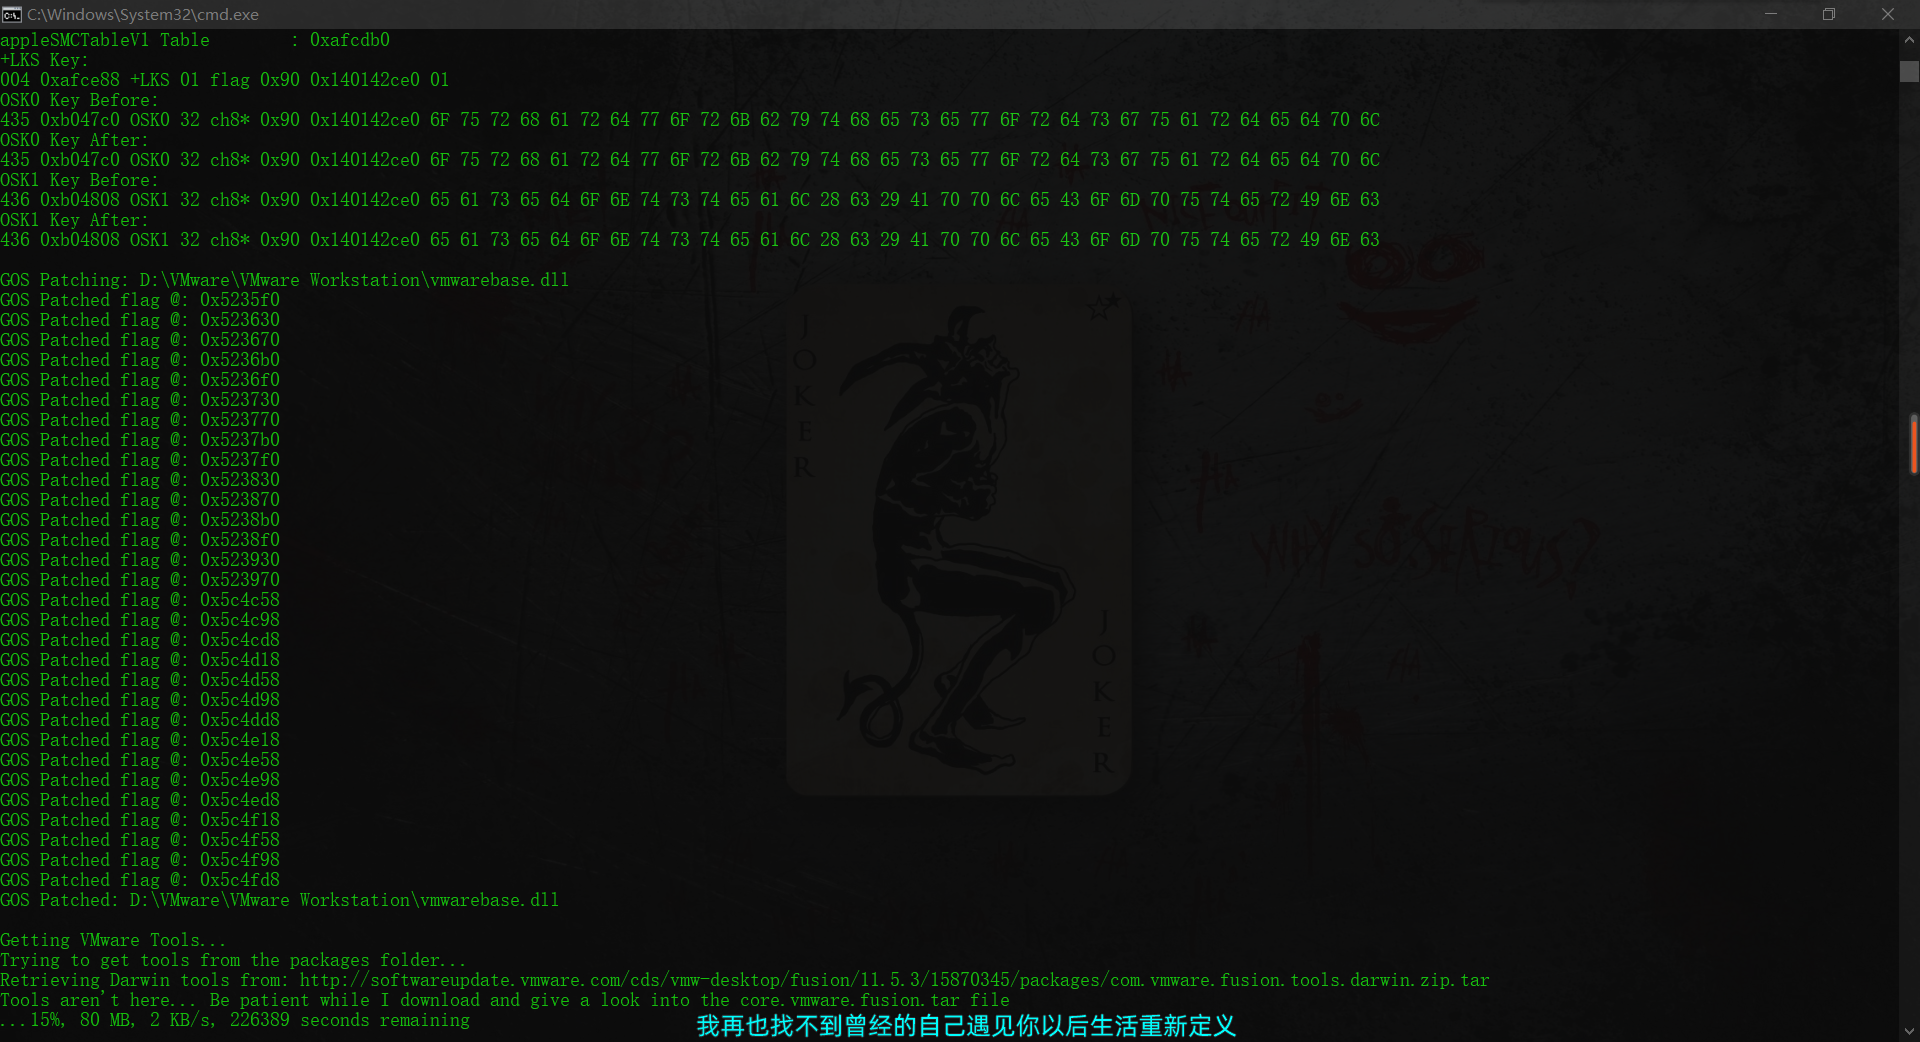 C:\Windows\System32\cmd.exe
appleSMCTableV1 Table        : 0xafcdb0
+LKS Key:
004 0xafce88 +LKS 01 flag 0x90 0x140142ce0 01
OSK0 Key Before:
435 0xb047c0 OSK0 32 ch8* 0x90 0x140142ce0 6F 75 72 68 61 72 64 77 6F 72 6B 62 79 74 68 65 73 65 77 6F 72 64 73 67 75 61 72 64 65 64 70 6C
OSK0 Key After:
435 0xb047c0 OSK0 32 ch8* 0x90 0x140142ce0 6F 75 72 68 61 72 64 77 6F 72 6B 62 79 74 68 65 73 65 77 6F 72 64 73 67 75 61 72 64 65 64 70 6C
OSK1 Key Before:
436 0xb04808 OSK1 32 ch8* 0x90 0x140142ce0 65 61 73 65 64 6F 6E 74 73 74 65 61 6C 28 63 29 41 70 70 6C 65 43 6F 6D 70 75 74 65 72 49 6E 63
OSK1 Key After:
436 0xb04808 OSK1 32 ch8* 0x90 0x140142ce0 65 61 73 65 64 6F 6E 74 73 74 65 61 6C 28 63 29 41 70 70 6C 65 43 6F 6D 70 75 74 65 72 49 6E 63
GOS Patching: D:\VMware\VMware Workstation\vmwarebase.dll
GOS Patched flag @: 0x5235f0
GOS Patched flag @: 0x523630
GOS Patched flag @: 0x523670
GOS Patched flag @: 0x5236b0
GOS Patched flag @: 0x5236f0
GOS Patched flag @: 0x523730
GOS Patched flag @: 0x523770
GOS Patched flag @: 0x5237b0
GOS Patched flag @: 0x5237f0
GOS Patched flag @: 0x523830
GOS Patched flag @: 0x523870
GOS Patched flag @: 0x5238b0
GOS Patched flag @: 0x5238f0
GOS Patched flag @: 0x523930
GOS Patched flag @: 0x523970
GOS Patched flag @: 0x5c4c58
GOS Patched flag @: 0x5c4c98
GOS Patched flag @: 0x5c4cd8
GOS Patched flag @: 0x5c4d18
GOS Patched flag @: 0x5c4d58
GOS Patched flag @: 0x5c4d98
GOS Patched flag @: 0x5c4dd8
GOS Patched flag @: 0x5c4e18
GOS Patched flag @: 0x5c4e58
GOS Patched flag @: 0x5c4e98
GOS Patched flag @: 0x5c4ed8
GOS Patched flag @: 0x5c4f18
GOS Patched flag @: 0x5c4f58
GOS Patched flag @: 0x5c4f98
GOS Patched flag @: 0x5c4fd8
GOS Patched: D:\VMware\VMware Workstation\vmwarebase.dll
Getting VMware Tools...
Trying to get tools from the packages folder...
Retrieving Darwin tools from: http://softwareupdate.vmware.com/cds/vmw-desktop/fusion/11.5.3/15870345/packages/com.vmware.fusion.tools.darwin.zip.tar
Tools aren't here... Be patient while I download and give a look into the core.vmware.fusion.tar file
...15%, 80 MB, 2 KB/s, 226389 seconds remaining
我再也找不到曾经的自己遇见你以后生活重新定义
JOKER
JOKER
WHY SO SERIOUS?